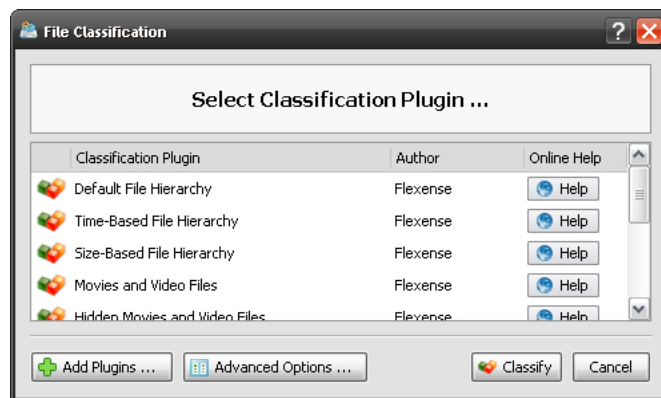 File Classification
Select Classification Plugin ...
Classification Plugin Author Online Help
Default File Hierarchy Flexense Help
Time-Based File Hierarchy Flexense Help
Size-Based File Hierarchy Flexense Help
Movies and Video Files Flexense Help
Hidden Movies and Video Files Flexense Help
Add Plugins ... Advanced Options ... Classify Cancel